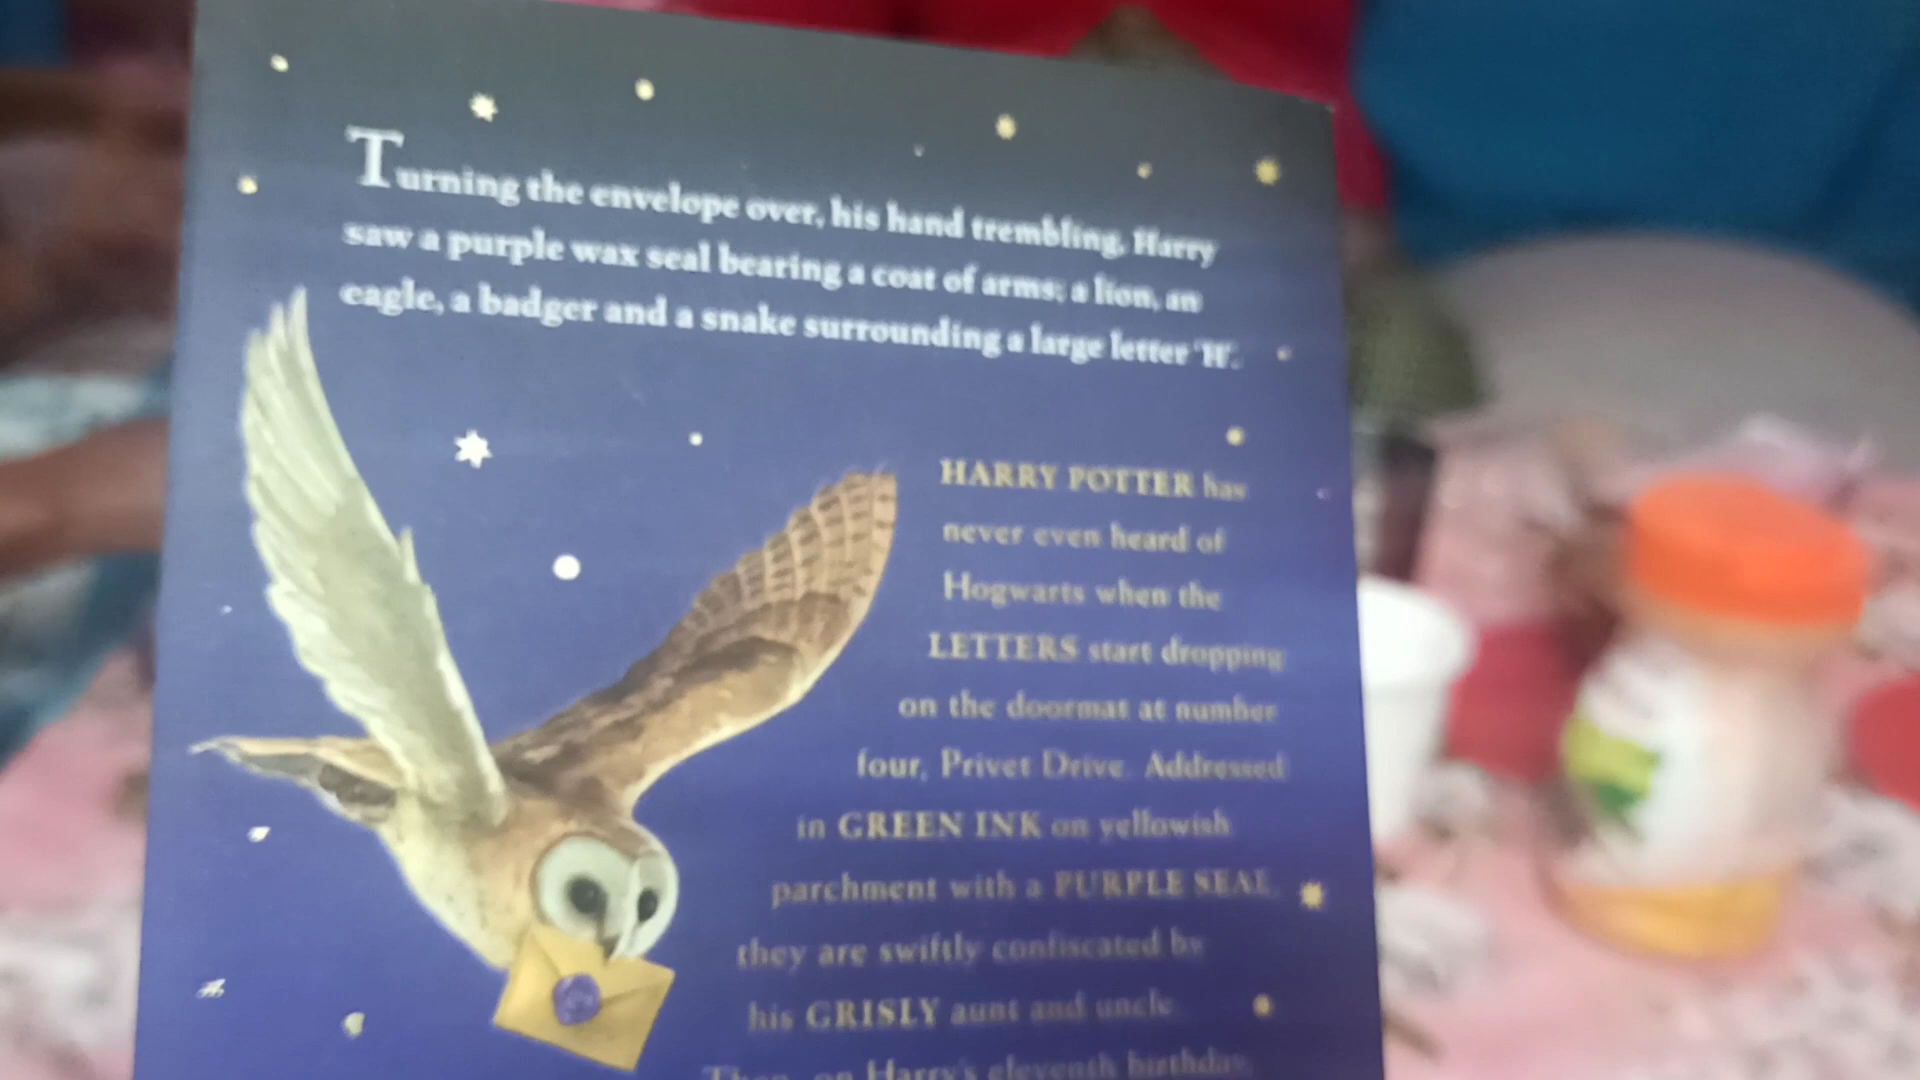 Turning the envelope over, his hand trembling, Harry
saw a purple wax seal bearing a coat of arms; a lion, an
eagle, a badger and a snake surrounding a large letter 'H'.
HARRY POTTER has
never even heard of
Hogwarts when the
LETTERS start dropping
on the doormat at number
four, Privet Drive. Addressed
in GREEN INK on yellowish
parchment with a PURPLE SEAL,
they are swiftly confiscated by
his GRISLY aunt and uncle.
Then, on Harry's eleventh birthday,